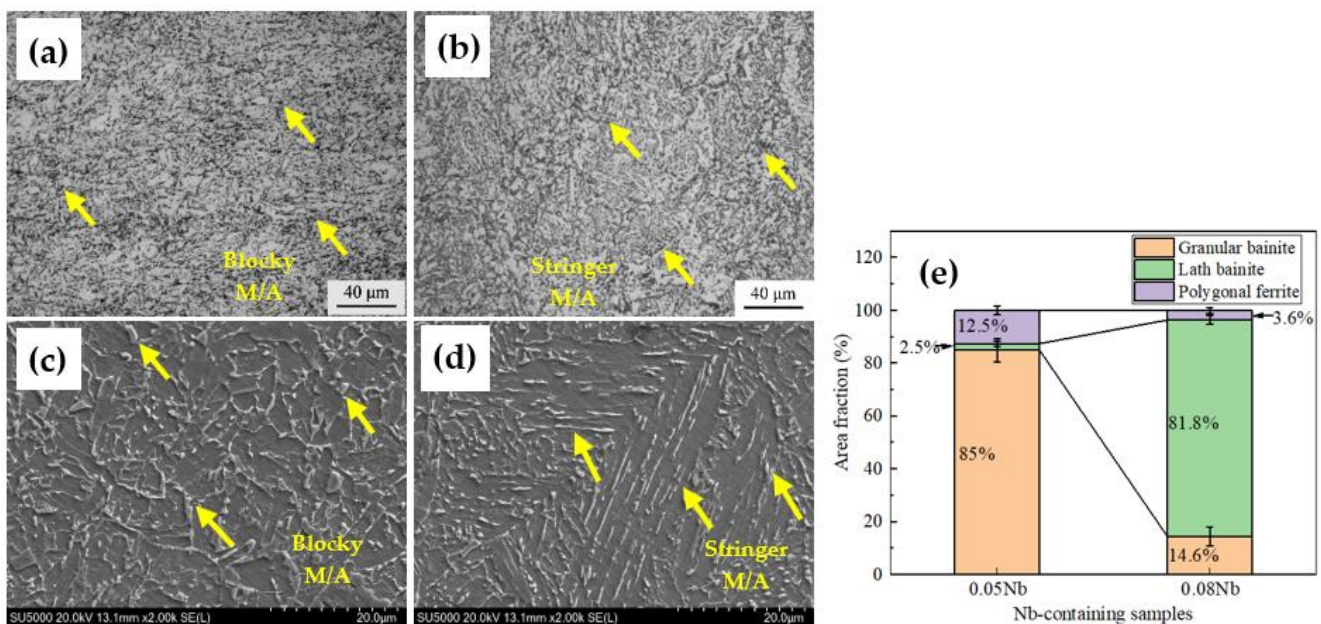 (a)
Blocky
M/A
40 μm
(b)
Stringer
M/A
40 μm
(c)
Blocky
M/A
SU5000 20.0kV 13.1mm x2.00k SE(L)
20.0μm
(d)
Stringer
M/A
SU5000 20.0kV 13.1mm x2.00k SE(L)
20.0μm
(e)
Granular bainite
Lath bainite
Polygonal ferrite
Area fraction (%)
120
100
80
60
40
20
0
12.5%
2.5%
85%
3.6%
81.8%
14.6%
0.05Nb
0.08Nb
Nb-containing samples